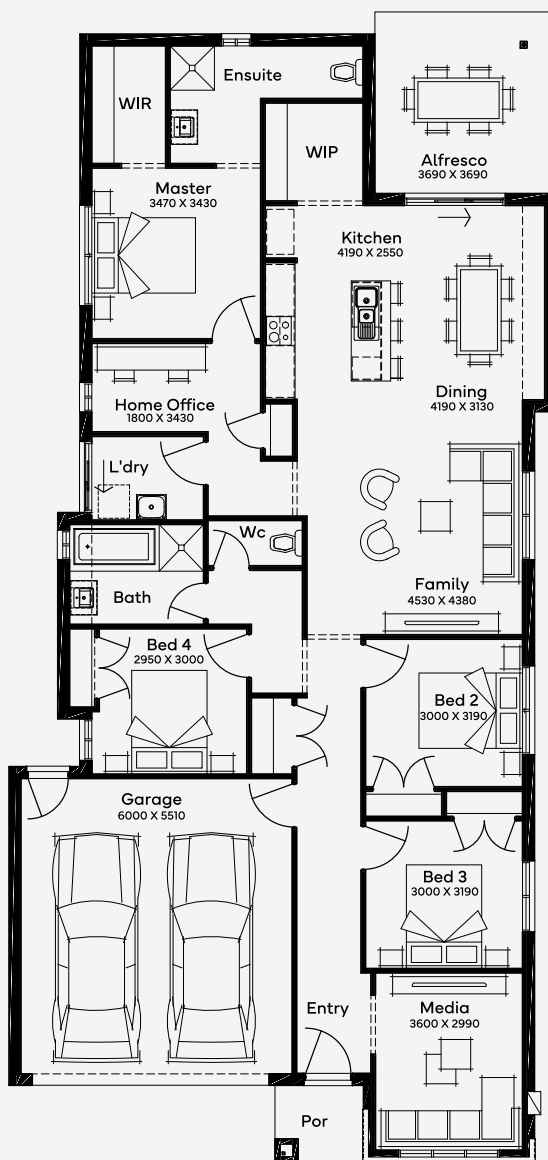 Ensuite
WIR
WIP
Alfresco
3690 X 3690
Master
3470 X 3430
Kitchen
4190 X 2550
Dining
4190 X 3130
Home Office
1800 X 3430
L'dry
Wc
Family
4530 X 4380
Bath
Bed 4
2950 X 3000
Bed 2
3000 X 3190
Garage
6000 X 5510
Bed 3
3000 X 3190
Entry
Media
3600 X 2990
Por